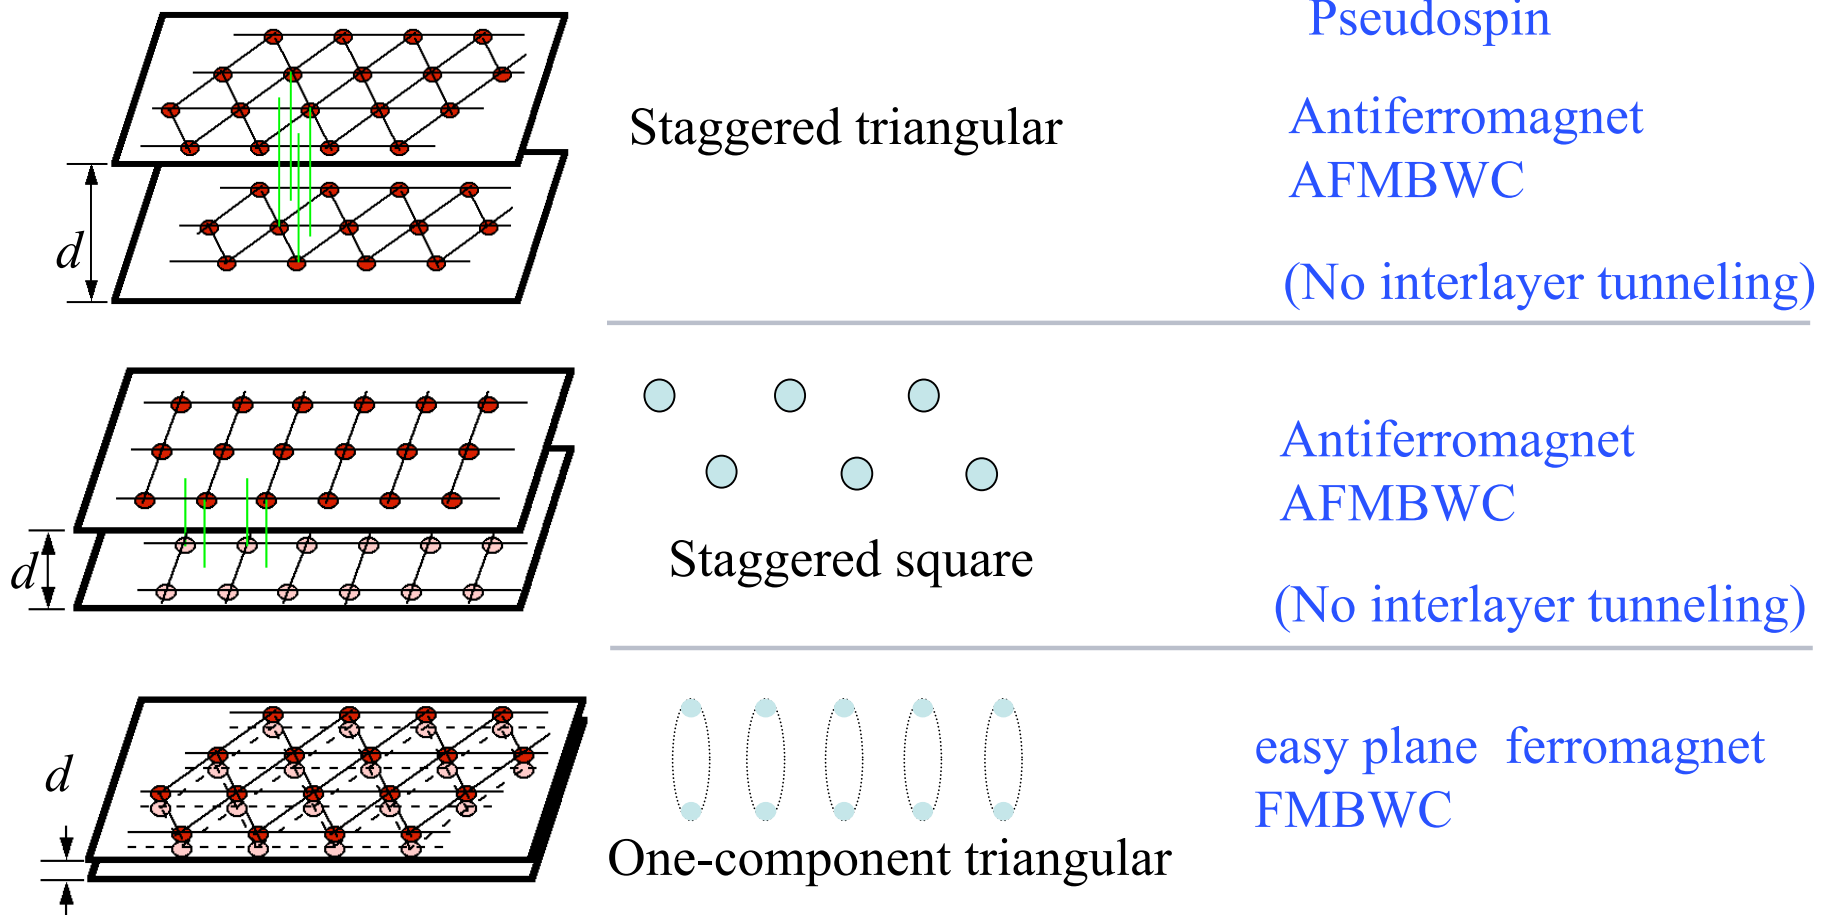 Pseudospin
Staggered triangular
Antiferromagnet
AFMBWC
(No interlayer tunneling)
d
Antiferromagnet
AFMBWC
(No interlayer tunneling)
Staggered square
d
easy plane ferromagnet
FMBWC
One-component triangular
d